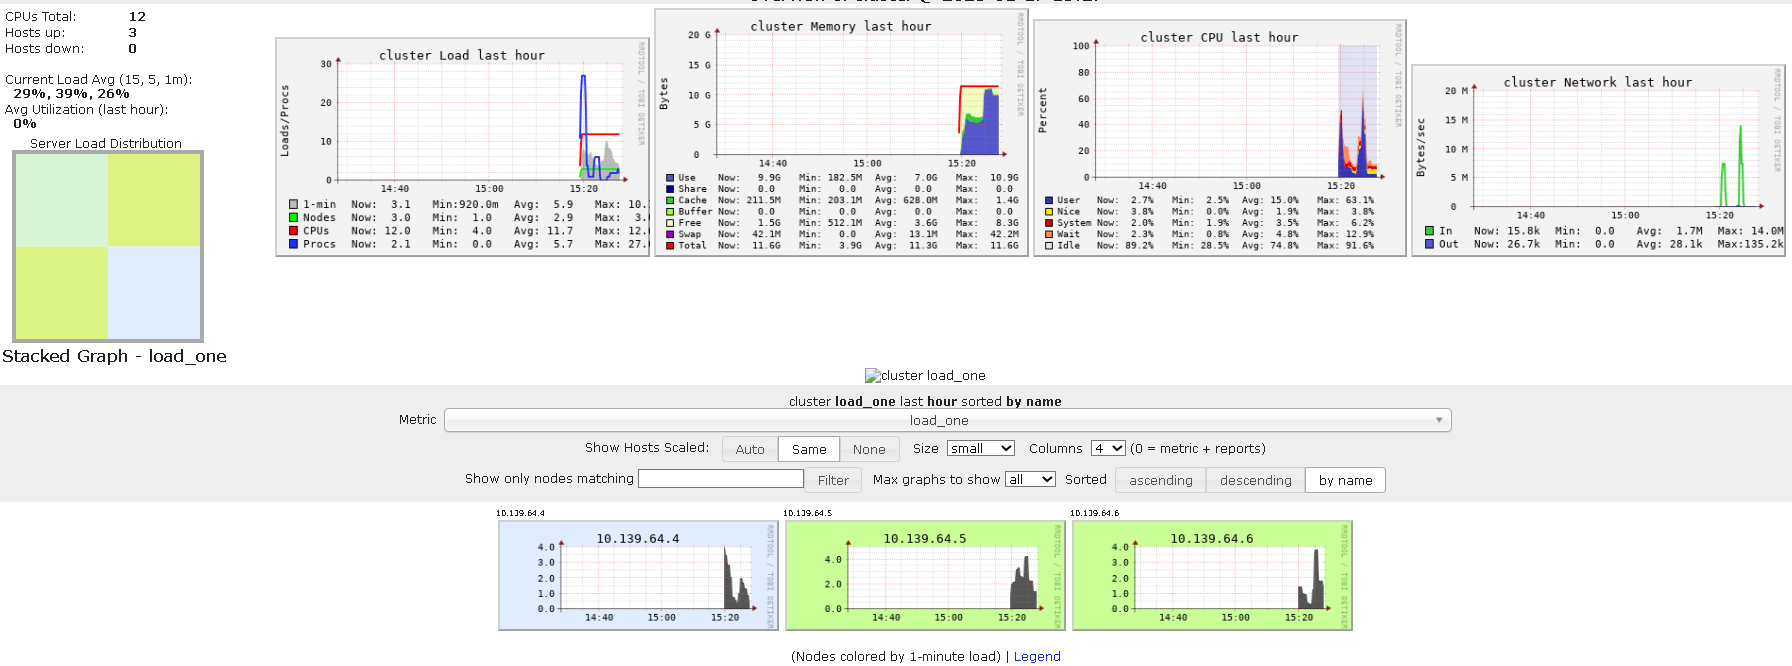 CPUs Total: 12
Hosts up: 3
Hosts down: 0
Current Load Avg (15, 5, 1m):
29%, 39%, 26%
Avg Utilization (last hour):
0%
Server Load Distribution
Stacked Graph - load_one
cluster Load last hour
Loads/Procs
30
20
10
0
14:40 15:00 15:20
1-min Now: 3.1 Min:920.0m Avg: 5.9 Max: 10.
Nodes Now: 3.0 Min: 1.0 Avg: 2.9 Max: 3.
CPUs Now: 12.0 Min: 4.0 Avg: 11.7 Max: 12.
Procs Now: 2.1 Min: 0.0 Avg: 5.7 Max: 27.
RRDTOOL / TOBI OETIKER
cluster Memory last hour
Bytes
20 G
15 G
10 G
5 G
0
14:40 15:00 15:20
Use Now: 9.9G Min: 182.5M Avg: 7.0G Max: 10.9G
Share Now: 0.0 Min: 0.0 Avg: 0.0 Max: 0.0
Cache Now: 211.5M Min: 203.1M Avg: 628.0M Max: 1.4G
Buffer Now: 0.0 Min: 0.0 Avg: 0.0 Max: 0.0
Free Now: 1.5G Min: 512.1M Avg: 3.6G Max: 8.3G
Swap Now: 42.1M Min: 0.0 Avg: 13.1M Max: 42.2M
Total Now: 11.6G Min: 3.9G Avg: 11.3G Max: 11.6G
RRDTOOL / TOBI OETIKER
cluster CPU last hour
Percent
100
80
60
40
20
0
14:40 15:00 15:20
User Now: 2.7% Min: 2.5% Avg: 15.0% Max: 63.1%
Nice Now: 3.8% Min: 0.0% Avg: 1.9% Max: 3.8%
System Now: 2.0% Min: 1.9% Avg: 3.5% Max: 6.2%
Wait Now: 2.3% Min: 0.8% Avg: 4.8% Max: 12.9%
Idle Now: 89.2% Min: 28.5% Avg: 74.8% Max: 91.6%
RRDTOOL / TOBI OETIKER
cluster Network last hour
Bytes/sec
20 M
15 M
10 M
5 M
0
14:40 15:00 15:20
In Now: 15.8k Min: 0.0 Avg: 1.7M Max: 14.0M
Out Now: 26.7k Min: 0.0 Avg: 28.1k Max:135.2k
RRDTOOL / TOBI OETIKER
cluster load_one
cluster load_one last hour sorted by name
Metric load_one
Show Hosts Scaled: Auto Same None Size small Columns 4 (0 = metric + reports)
Show only nodes matching Filter Max graphs to show all Sorted ascending descending by name
10.139.64.4
10.139.64.4
4.0
3.0
2.0
1.0
0.0
14:40 15:00 15:20
RRDTOOL / TOBI OETIKER
10.139.64.5
10.139.64.5
4.0
2.0
0.0
14:40 15:00 15:20
RRDTOOL / TOBI OETIKER
10.139.64.6
10.139.64.6
4.0
3.0
2.0
1.0
0.0
14:40 15:00 15:20
RRDTOOL / TOBI OETIKER
(Nodes colored by 1-minute load) | Legend